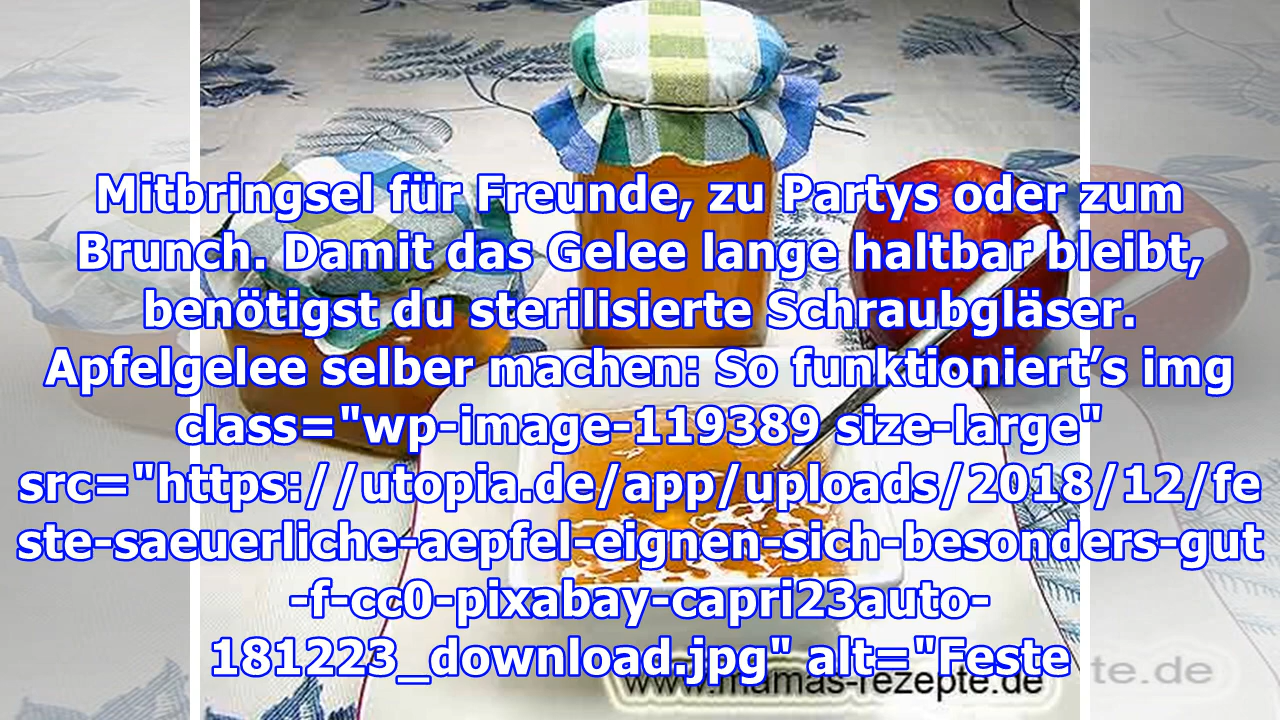 Mitbringsel für Freunde, zu Partys oder zum
Brunch. Damit das Gelee lange haltbar bleibt,
benötigst du sterilisierte Schraubgläser.
Apfelgelee selber machen: So funktioniert’s img
class="wp-image-119389 size-large"
src="https://utopia.de/app/uploads/2018/12/fe
ste-saeuerliche-aepfel-eignen-sich-besonders-gut
-f-cc0-pixabay-capri23auto-
181223_download.jpg" alt="Feste
www.mamas-rezepte.de
pte.de